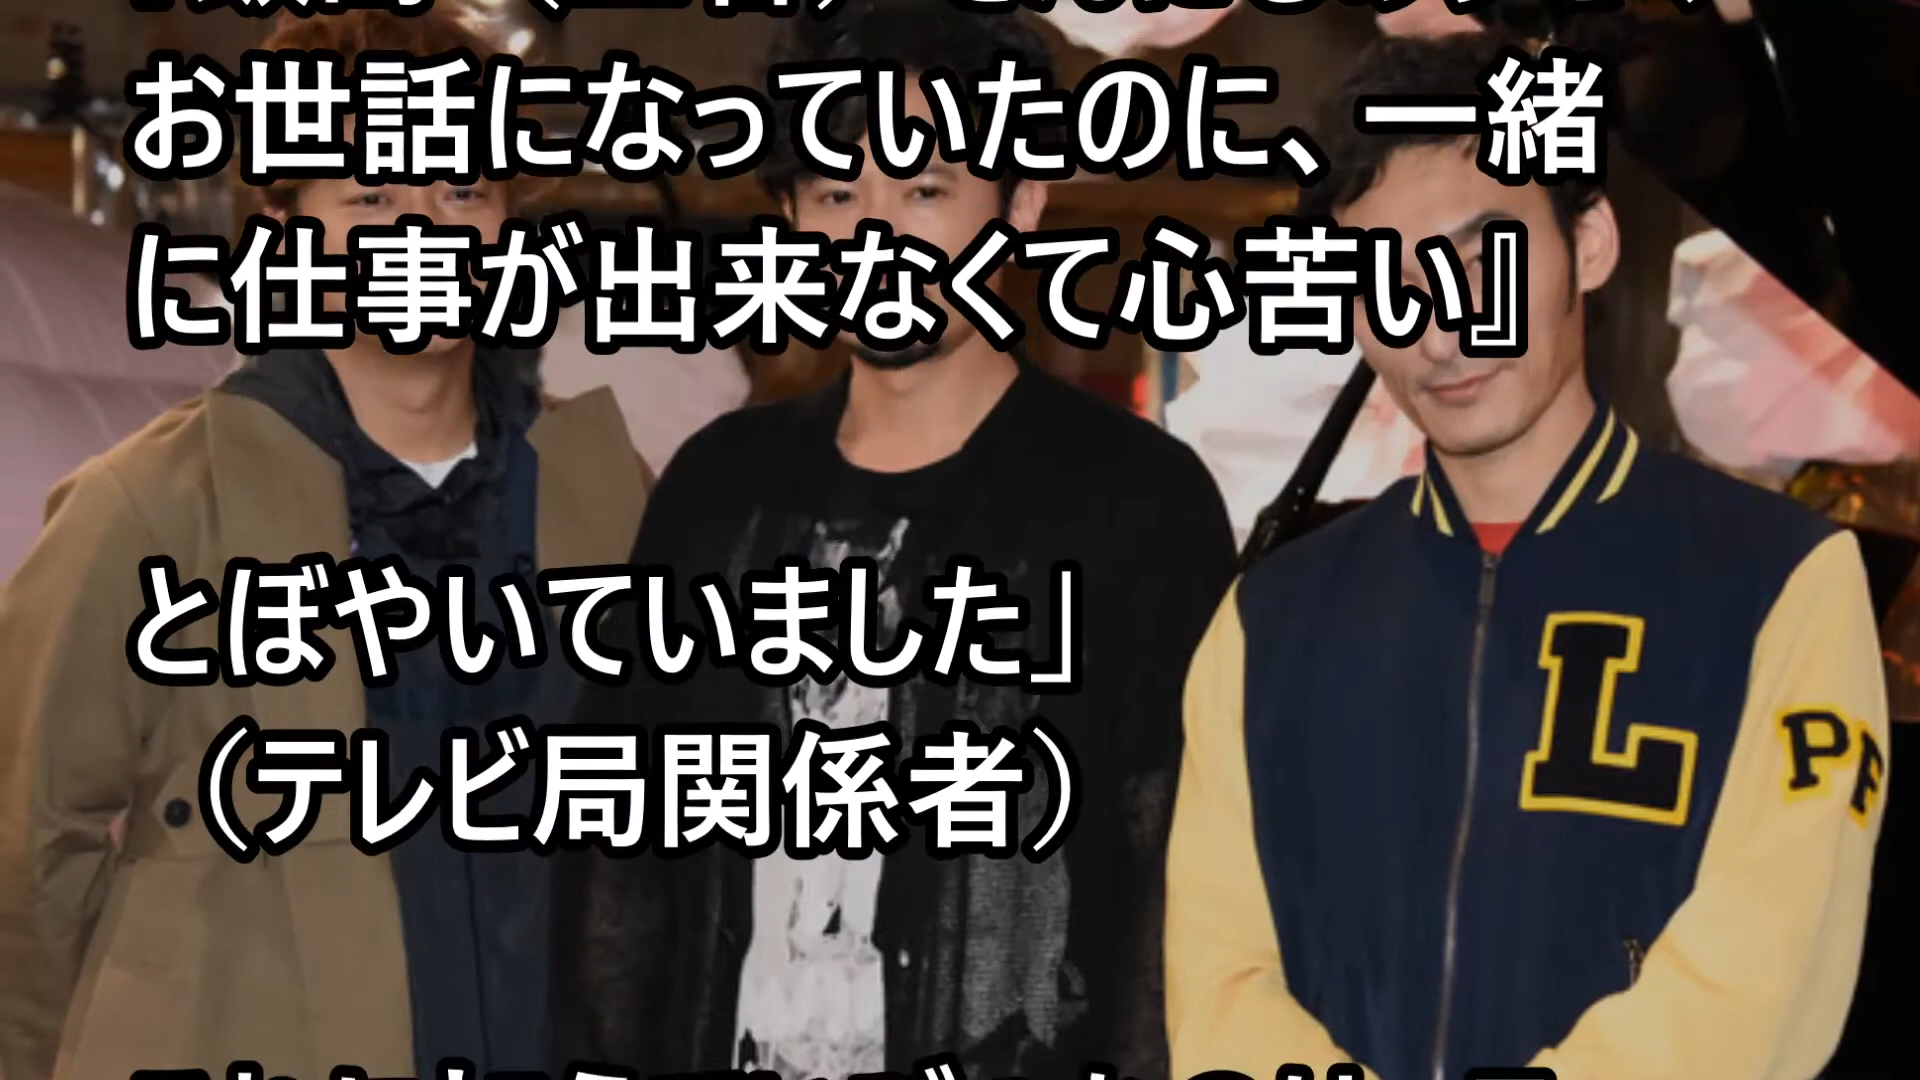 お世話になっていたのに、一緒
に仕事が出来なくて心苦い』
とぼやいていました」
（テレビ局関係者）
L
PF